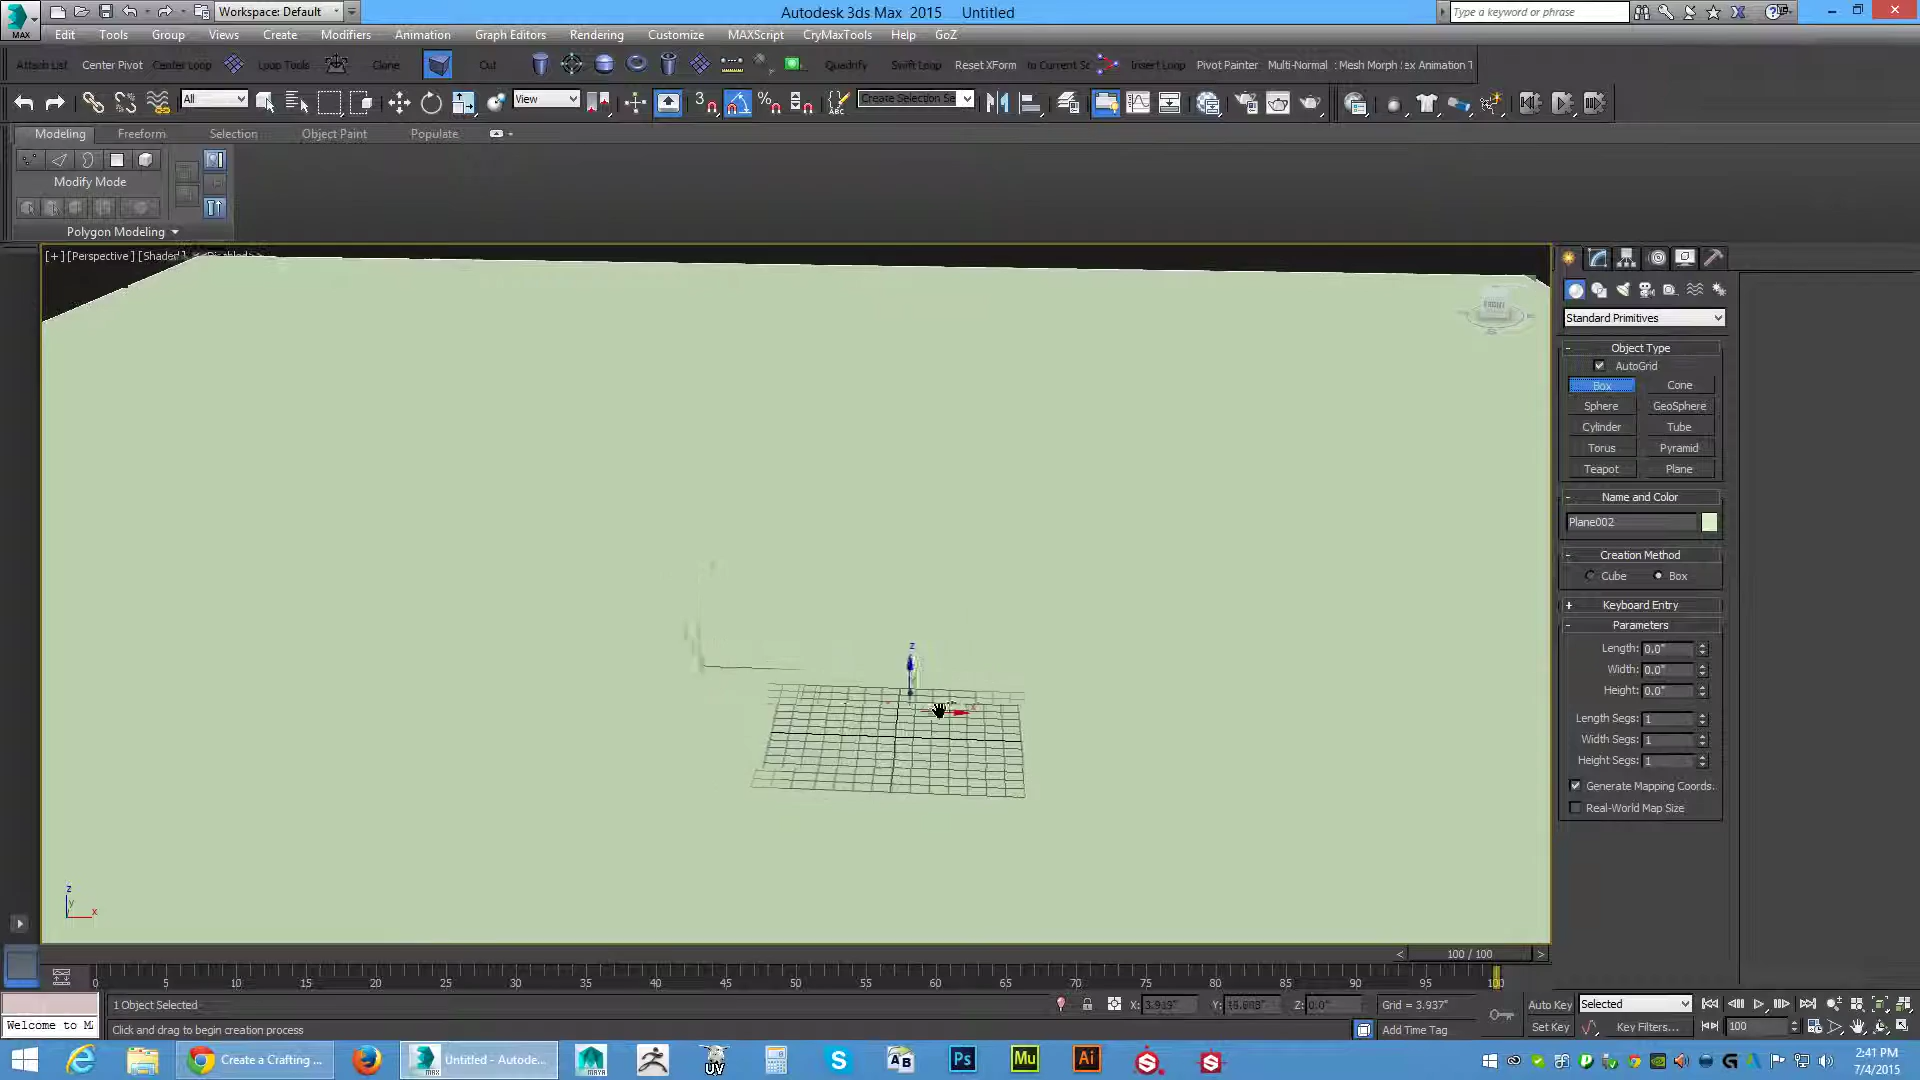 Workspace: Default
Autodesk 3ds Max 2015 Untitled
Type a keyword or phrase
MAX
Edit Tools Group Views Create Modifiers Animation Graph Editors Rendering Customize MAXScript CryMaxTools Help GoZ
Attach List Center Pivot Center Loop Loop Tools Clone Cut Quadrify Swift Loop Reset XForm To Current Sc Insert Loop Pivot Painter Multi-Normal : Mesh Morph :ex Animation T
All View Create Selection Se
Modeling Freeform Selection Object Paint Populate
Modify Mode
Polygon Modeling
[+] [Perspective] [Shaded]
Standard Primitives
- Object Type
AutoGrid
Box Cone
Sphere GeoSphere
Cylinder Tube
Torus Pyramid
Teapot Plane
- Name and Color
Plane002
- Creation Method
Cube Box
+ Keyboard Entry
- Parameters
Length: 0.0"
Width: 0.0"
Height: 0.0"
Length Segs: 1
Width Segs: 1
Height Segs: 1
Generate Mapping Coords.
Real-World Map Size
z
z
y
x
< 100 / 100 >
0 5 10 15 20 25 30 35 40 45 50 55 60 65 70 75 80 85 90 95 100
1 Object Selected X: 3.919" Y: Z: 0.0" Grid = 3.937" Auto Key Selected
Welcome to M Click and drag to begin creation process Add Time Tag Set Key Key Filters... 100
Create a Crafting ... Untitled - Autode... MAYA UV Ps Mu Ai
2:41 PM
7/4/2015